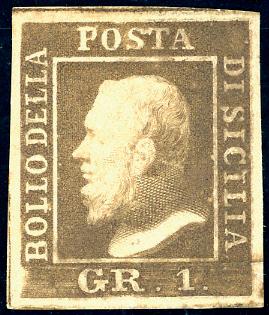 BOLLO DELLA
POSTA
DI SICILIA
GR. 1.